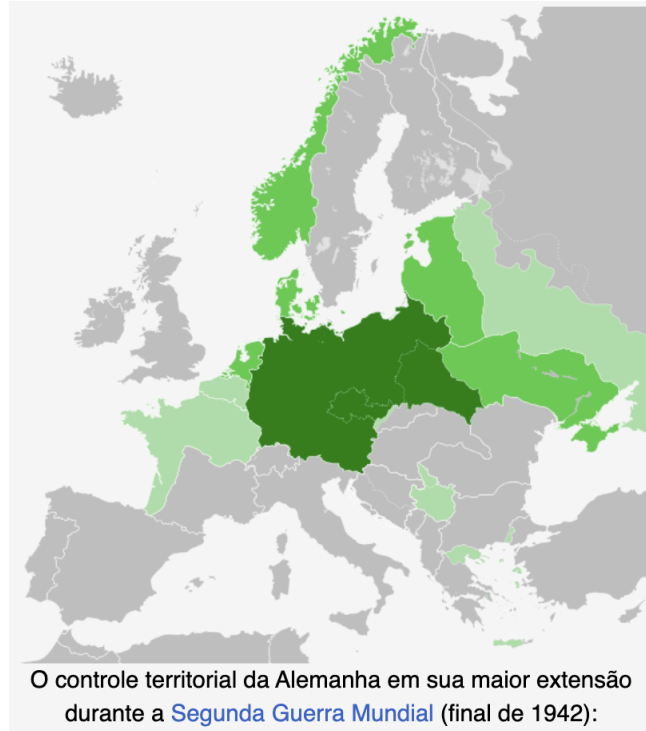 O controle territorial da Alemanha em sua maior extensão
durante a Segunda Guerra Mundial (final de 1942):